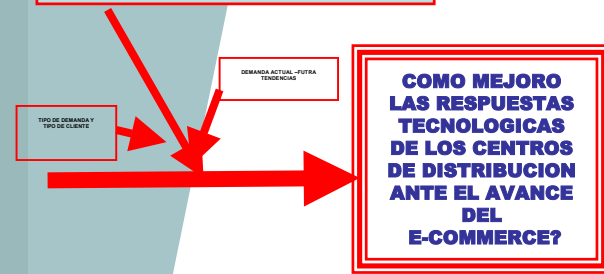 DEMANDA ACTUAL –FUTRA
TENDENCIAS
TIPO DE DEMANDA Y
TIPO DE CLIENTE
COMO MEJORO
LAS RESPUESTAS
TECNOLOGICAS
DE LOS CENTROS
DE DISTRIBUCION
ANTE EL AVANCE
DEL
E-COMMERCE?